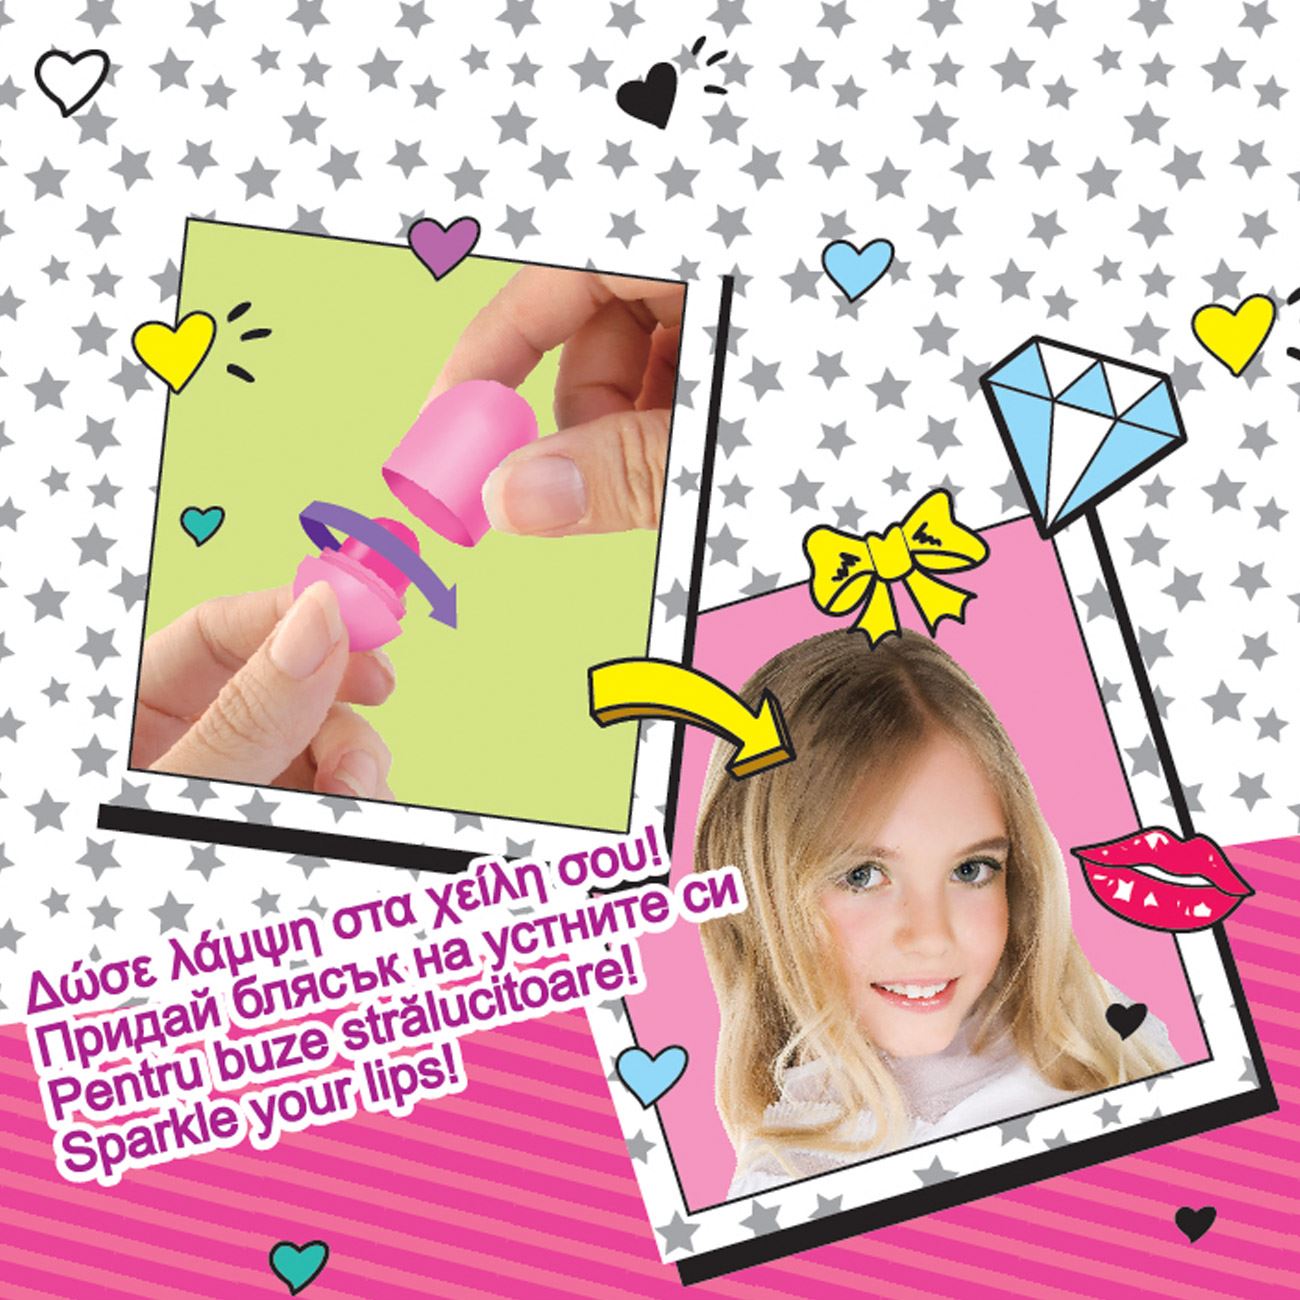 Δώσε λάμψη στα χείλη σου!
Придай блясък на устните си
Pentru buze strălucitoare!
Sparkle your lips!